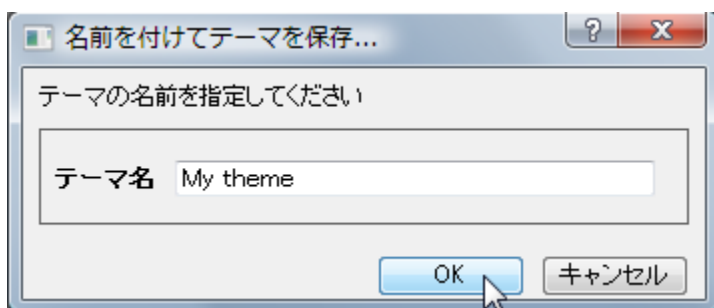 名前を付けてテーマを保存...
テーマの名前を指定してください
テーマ名 My theme
OK キャンセル